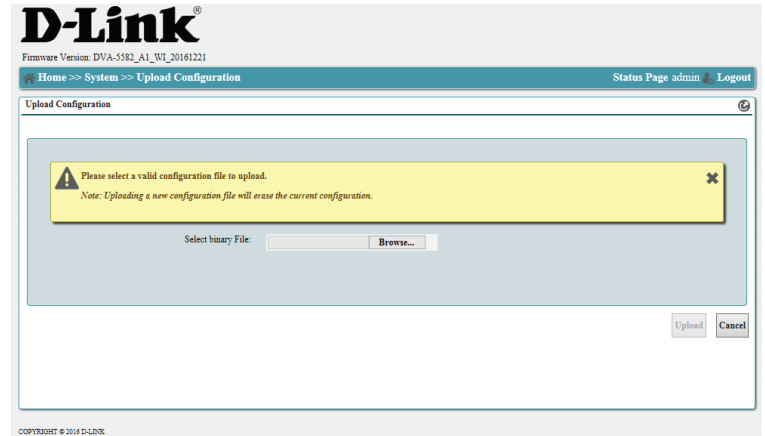 D-Link®
Firmware Version: DVA-5582_A1_WI_20161221
Home >> System >> Upload Configuration Status Page admin Logout
Upload Configuration
Please select a valid configuration file to upload.
Note: Uploading a new configuration file will erase the current configuration.
Select binary File: Browse...
Upload Cancel
COPYRIGHT © 2016 D-LINK